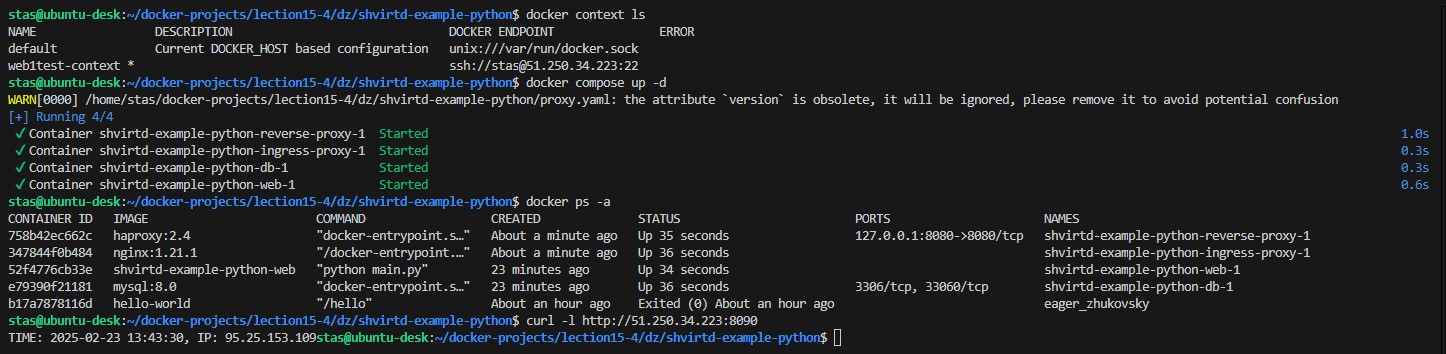 stas@ubuntu-desk:~/docker-projects/lection15-4/dz/shvirtd-example-python$ docker context ls
NAME DESCRIPTION DOCKER ENDPOINT ERROR
default Current DOCKER_HOST based configuration unix:///var/run/docker.sock
web1test-context * ssh://stas@51.250.34.223:22
stas@ubuntu-desk:~/docker-projects/lection15-4/dz/shvirtd-example-python$ docker compose up -d
WARN[0000] /home/stas/docker-projects/lection15-4/dz/shvirtd-example-python/proxy.yaml: the attribute `version` is obsolete, it will be ignored, please remove it to avoid potential confusion
[+] Running 4/4
✓ Container shvirtd-example-python-reverse-proxy-1 Started 1.0s
✓ Container shvirtd-example-python-ingress-proxy-1 Started 0.3s
✓ Container shvirtd-example-python-db-1 Started 0.3s
✓ Container shvirtd-example-python-web-1 Started 0.6s
stas@ubuntu-desk:~/docker-projects/lection15-4/dz/shvirtd-example-python$ docker ps -a
CONTAINER ID IMAGE COMMAND CREATED STATUS PORTS NAMES
758b42ec662c haproxy:2.4 "docker-entrypoint.s…" About a minute ago Up 35 seconds 127.0.0.1:8080->8080/tcp shvirtd-example-python-reverse-proxy-1
347844f0b484 nginx:1.21.1 "/docker-entrypoint.…" About a minute ago Up 36 seconds shvirtd-example-python-ingress-proxy-1
52f4776cb33e shvirtd-example-python-web "python main.py" 23 minutes ago Up 34 seconds shvirtd-example-python-web-1
e79390f21181 mysql:8.0 "docker-entrypoint.s…" 23 minutes ago Up 36 seconds 3306/tcp, 33060/tcp shvirtd-example-python-db-1
b17a7878116d hello-world "/hello" About an hour ago Exited (0) About an hour ago eager_zhukovsky
stas@ubuntu-desk:~/docker-projects/lection15-4/dz/shvirtd-example-python$ curl -l http://51.250.34.223:8090
TIME: 2025-02-23 13:43:30, IP: 95.25.153.109stas@ubuntu-desk:~/docker-projects/lection15-4/dz/shvirtd-example-python$